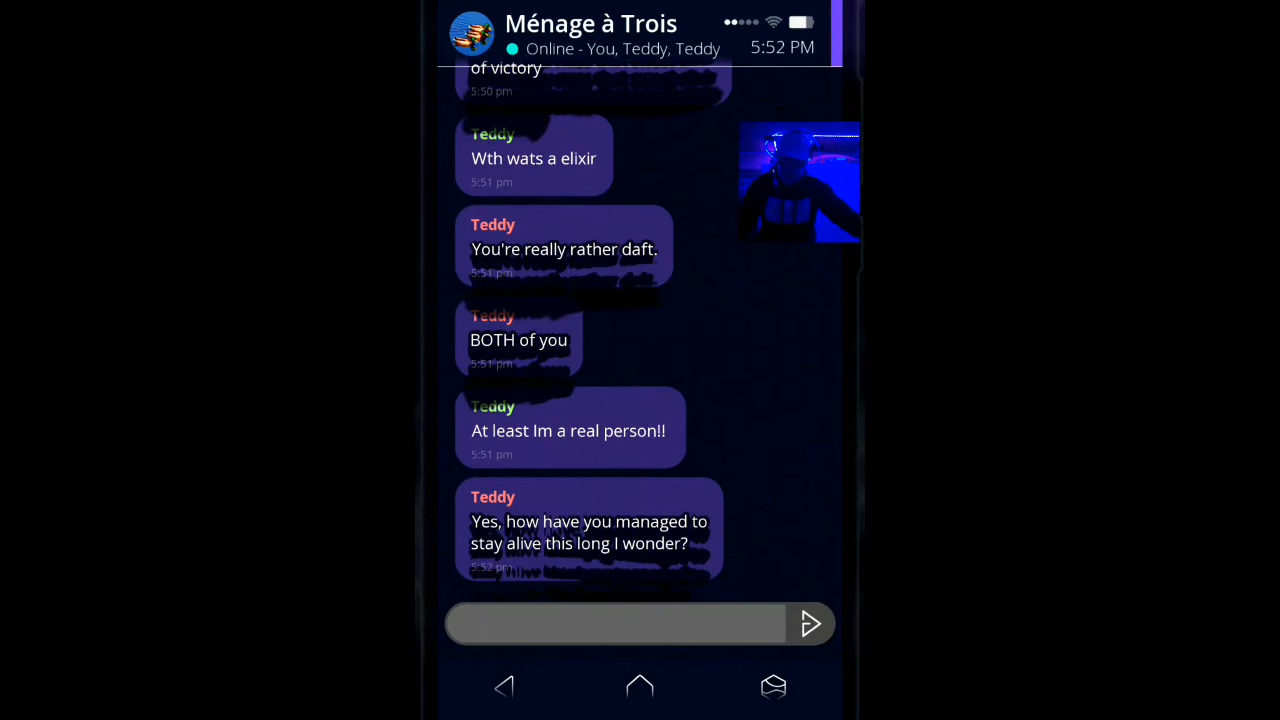 Ménage à Trois
Online - You, Teddy, Teddy
5:52 PM
of victory
5:50 pm
Teddy
Wth wats a elixir
5:51 pm
Teddy
You're really rather daft.
5:51 pm
Teddy
BOTH of you
5:51 pm
Teddy
At least Im a real person!!
5:51 pm
Teddy
Yes, how have you managed to
stay alive this long I wonder?
5:52 pm